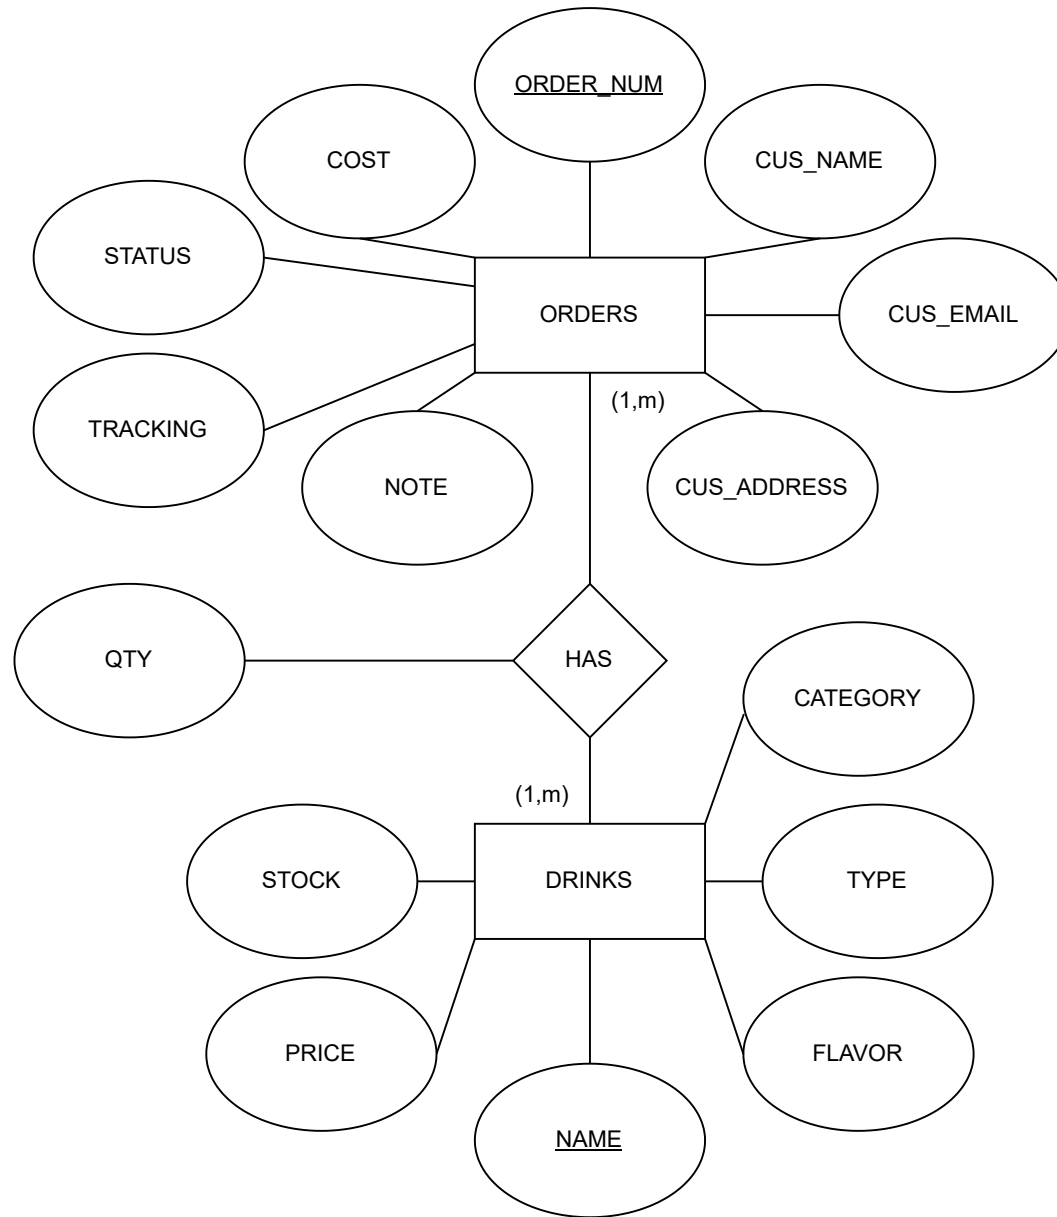 ORDER_NUM
COST
CUS_NAME
STATUS
ORDERS
CUS_EMAIL
(1,m)
TRACKING
NOTE
CUS_ADDRESS
QTY
HAS
CATEGORY
(1,m)
STOCK
DRINKS
TYPE
PRICE
FLAVOR
NAME